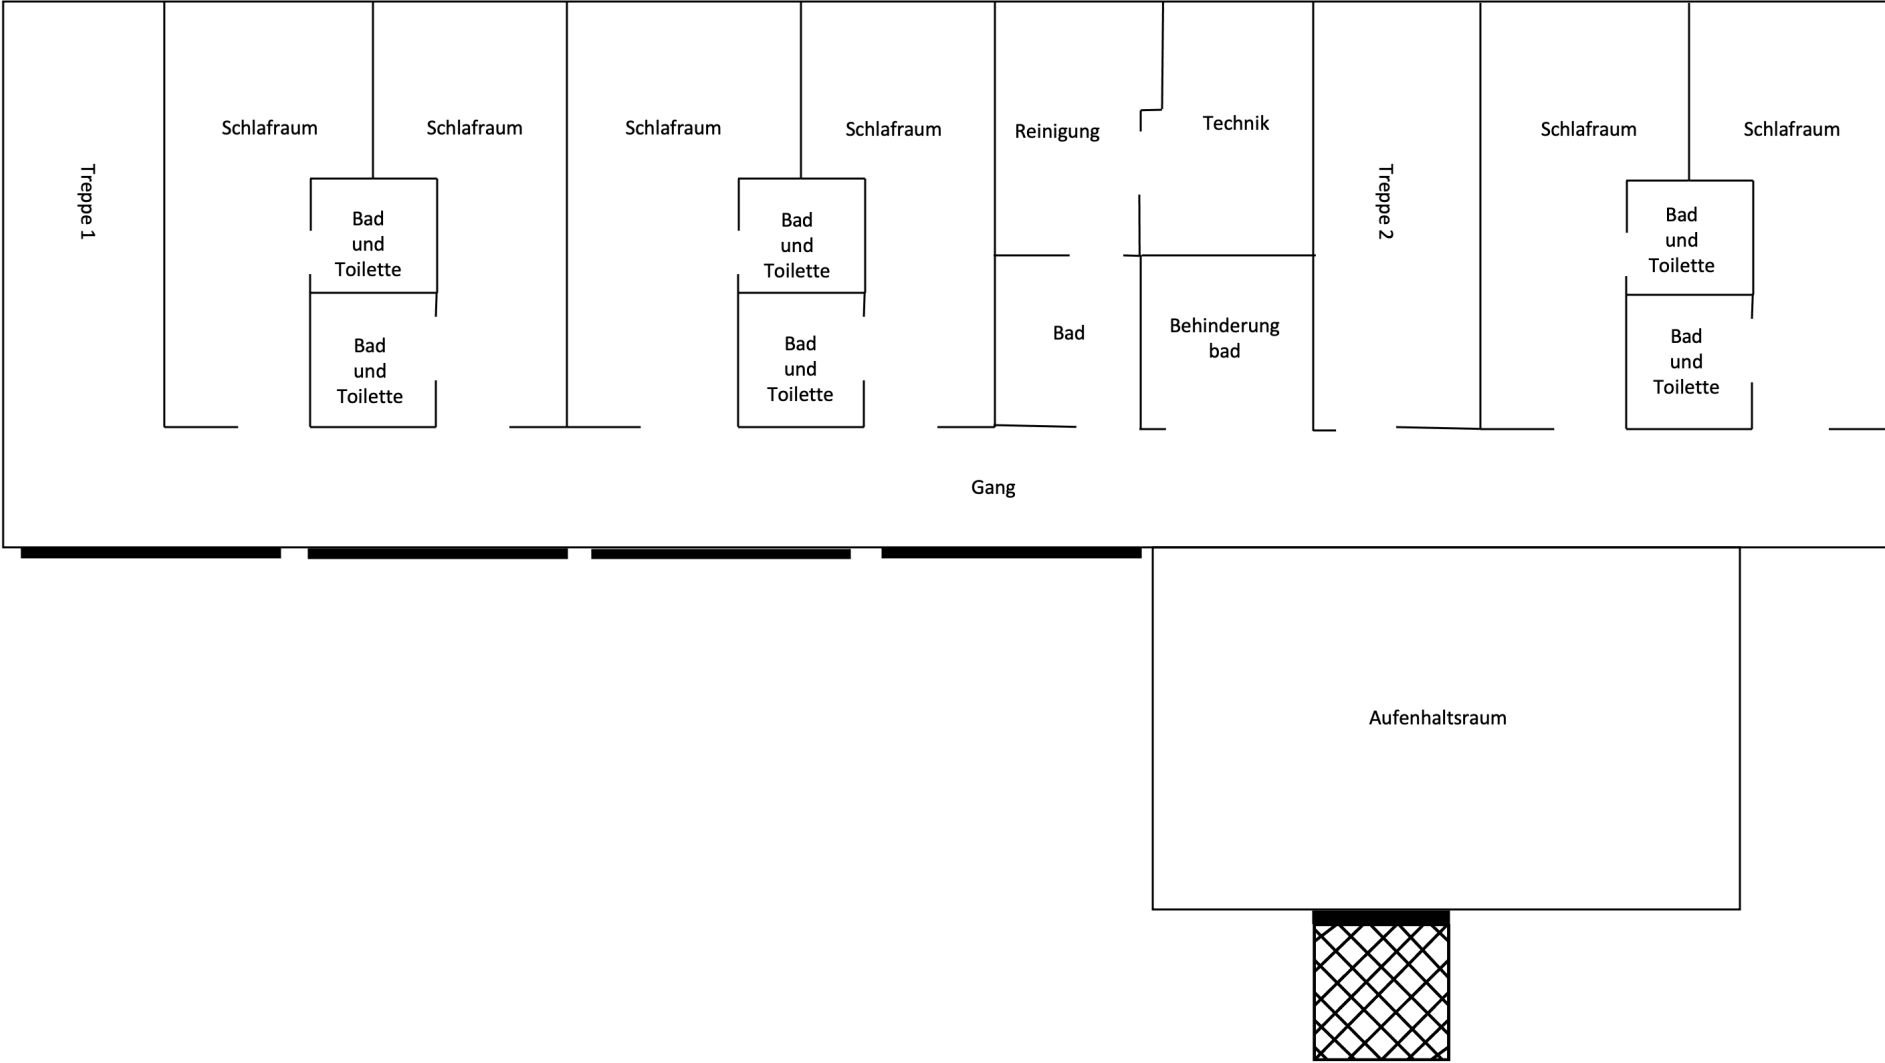 Treppe 1
Schlafraum
Schlafraum
Bad
und
Toilette
Bad
und
Toilette
Schlafraum
Schlafraum
Bad
und
Toilette
Bad
und
Toilette
Reinigung
Technik
Bad
Behinderung
bad
Treppe 2
Schlafraum
Schlafraum
Bad
und
Toilette
Bad
und
Toilette
Gang
Aufenhaltsraum